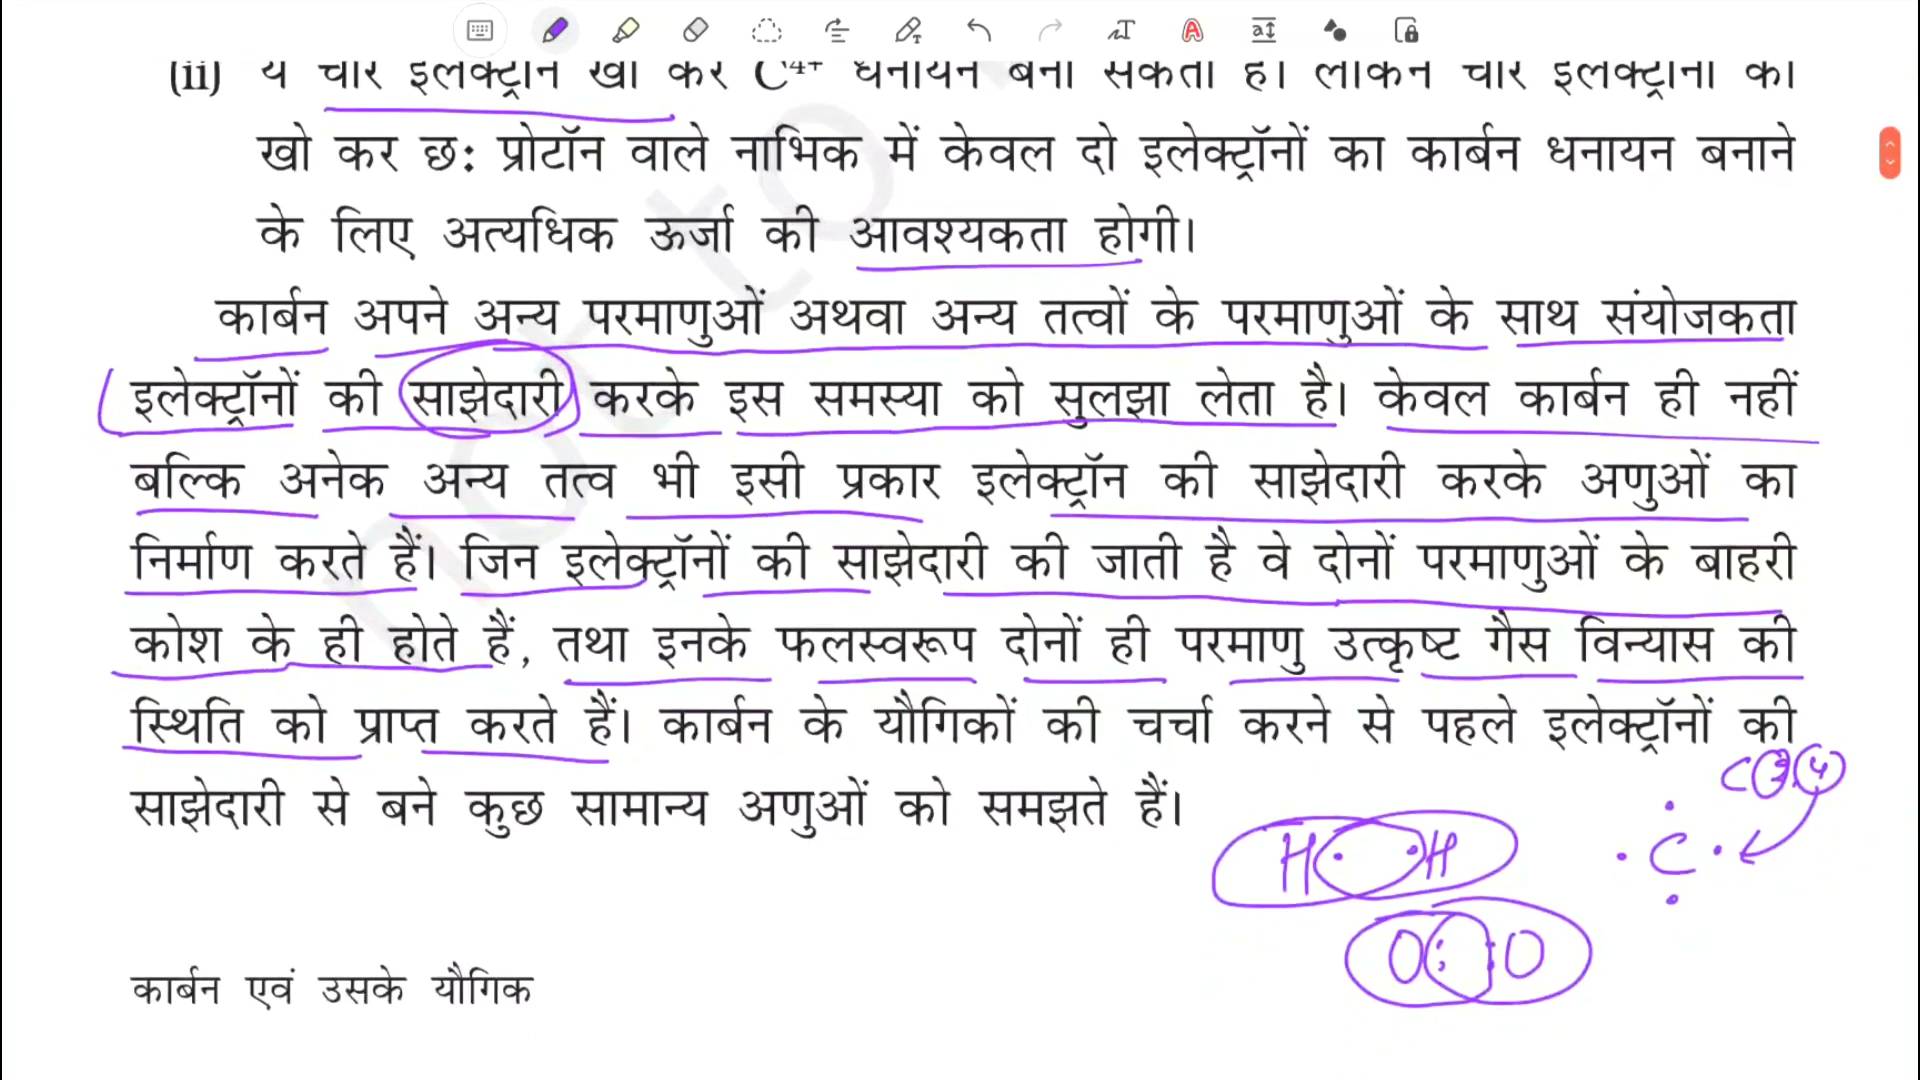 (ii) ये चार इलेक्ट्रॉन खो कर C4+ धनायन बना सकता है। लेकिन चार इलेक्ट्रॉनों को
खो कर छः प्रोटॉन वाले नाभिक में केवल दो इलेक्ट्रॉनों का कार्बन धनायन बनाने
के लिए अत्यधिक ऊर्जा की आवश्यकता होगी।
कार्बन अपने अन्य परमाणुओं अथवा अन्य तत्वों के परमाणुओं के साथ संयोजकता
इलेक्ट्रॉनों की साझेदारी करके इस समस्या को सुलझा लेता है। केवल कार्बन ही नहीं
बल्कि अनेक अन्य तत्व भी इसी प्रकार इलेक्ट्रॉन की साझेदारी करके अणुओं का
निर्माण करते हैं। जिन इलेक्ट्रॉनों की साझेदारी की जाती है वे दोनों परमाणुओं के बाहरी
कोश के ही होते हैं, तथा इनके फलस्वरूप दोनों ही परमाणु उत्कृष्ट गैस विन्यास की
स्थिति को प्राप्त करते हैं। कार्बन के यौगिकों की चर्चा करने से पहले इलेक्ट्रॉनों की
साझेदारी से बने कुछ सामान्य अणुओं को समझते हैं।
C 4
H H
C
O O
कार्बन एवं उसके यौगिक
not to